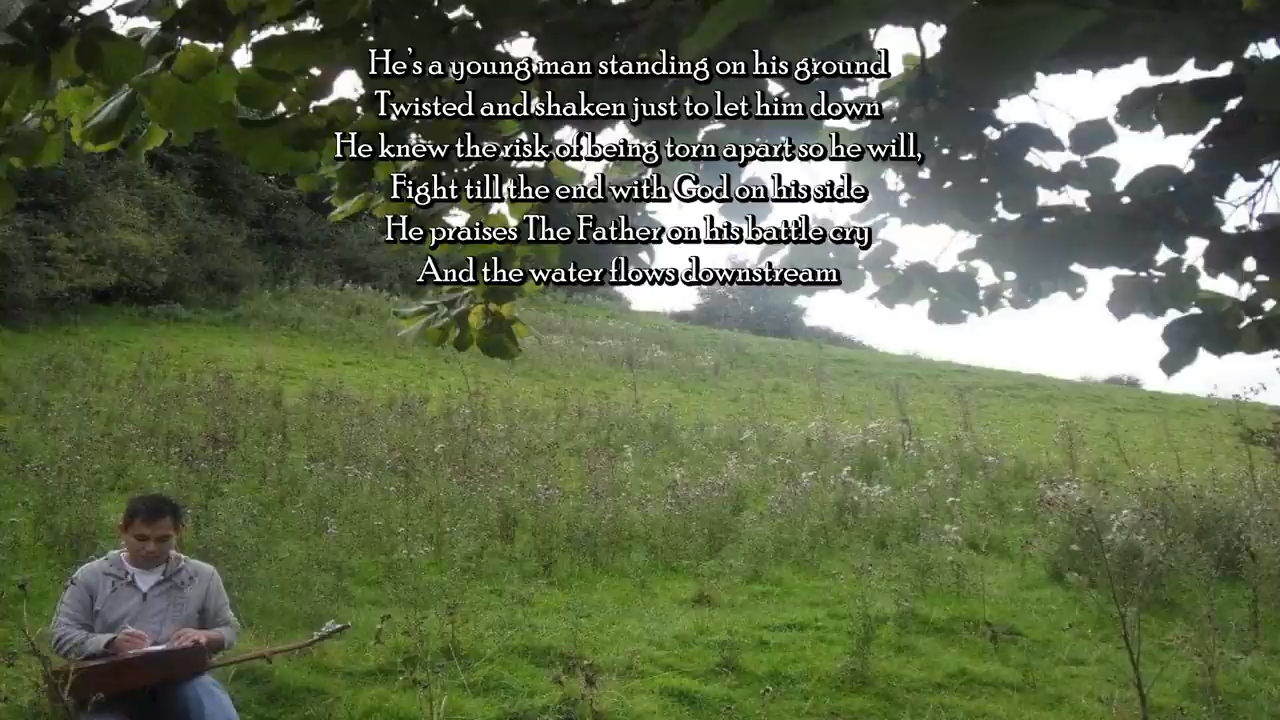 He's a young man standing on his ground
Twisted and shaken just to let him down
He knew the risk of being torn apart so he will,
Fight till the end with God on his side
He praises The Father on his battle cry
And the water flows downstream